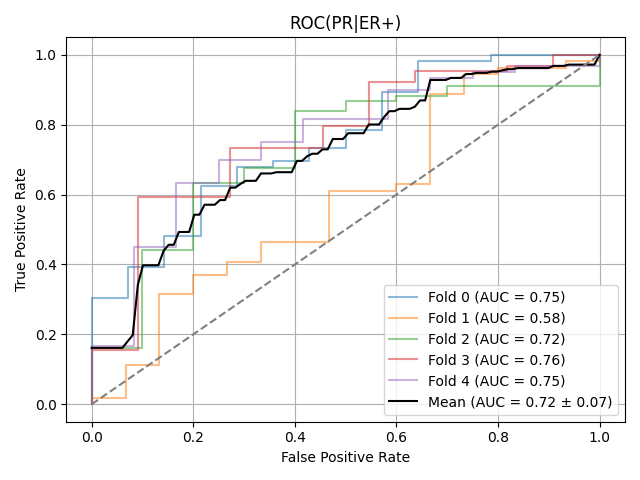 ROC(PR|ER+)
True Positive Rate
1.0
0.8
0.6
0.4
0.2
0.0
Fold 0 (AUC = 0.75)
Fold 1 (AUC = 0.58)
Fold 2 (AUC = 0.72)
Fold 3 (AUC = 0.76)
Fold 4 (AUC = 0.75)
Mean (AUC = 0.72 ± 0.07)
0.0 0.2 0.4 0.6 0.8 1.0
False Positive Rate